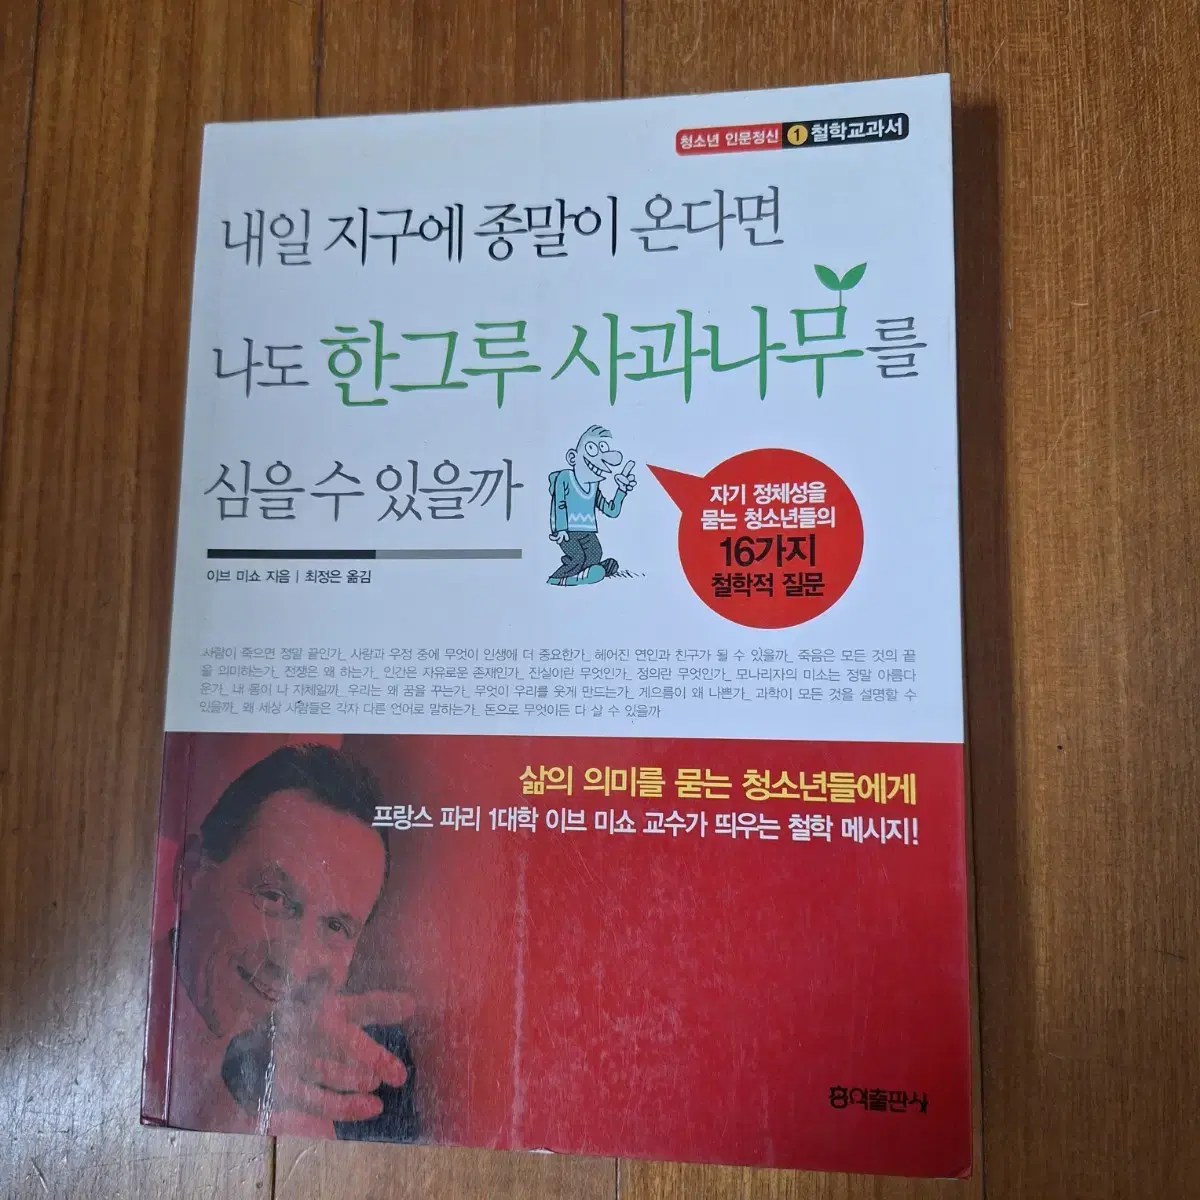 청소년 인문정신 1 철학교과서
내일 지구에 종말이 온다면
나도 한그루 사과나무를
심을 수 있을까
자기 정체성을
묻는 청소년들의
16가지
철학적 질문
이브 미쇼 지음 | 최정은 옮김
사람이 죽으면 정말 끝인가_ 사랑과 우정 중에 무엇이 인생에 더 중요한가_ 헤어진 연인과 친구가 될 수 있을까_ 죽음은 모든 것의 끝
을 의미하는가_ 전쟁은 왜 하는가_ 인간은 자유로운 존재인가_ 진실이란 무엇인가_ 정의란 무엇인가_ 모나리자의 미소는 정말 아름다
운가_ 내 몸이 나 자체일까_ 우리는 왜 꿈을 꾸는가_ 무엇이 우리를 웃게 만드는가_ 게으름이 왜 나쁜가_ 과학이 모든 것을 설명할 수
있을까_ 왜 세상 사람들은 각자 다른 언어로 말하는가_ 돈으로 무엇이든 다 살 수 있을까
삶의 의미를 묻는 청소년들에게
프랑스 파리 1대학 이브 미쇼 교수가 띄우는 철학 메시지!
흥익출판사